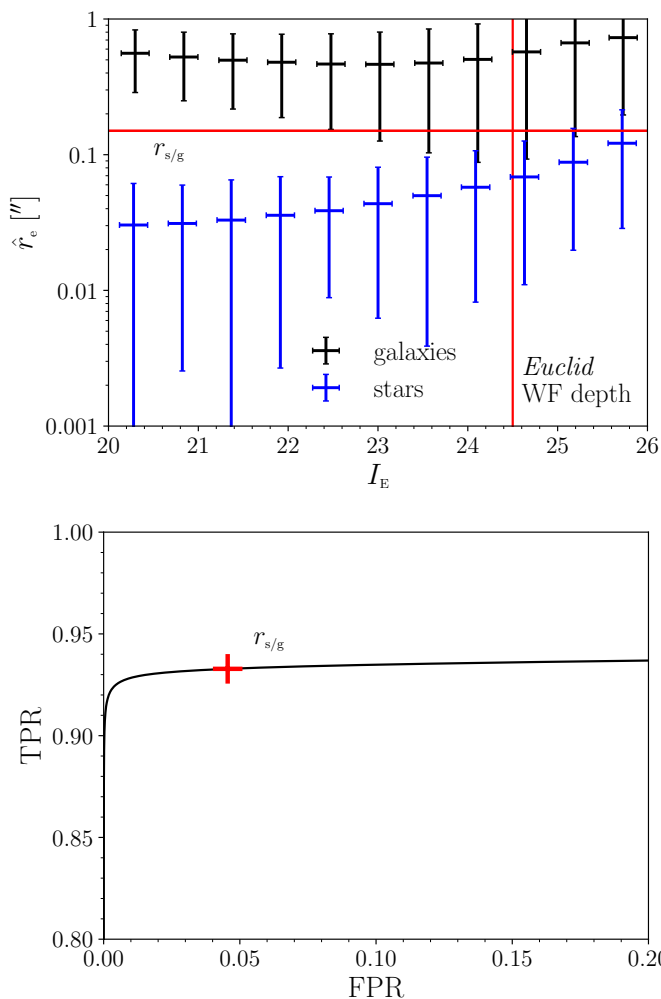 1
0.1
0.01
0.001
r̂e [″]
rs/g
galaxies
stars
Euclid
WF depth
20 21 22 23 24 25 26
IE
1.00
0.95
0.90
0.85
0.80
TPR
rs/g
0.00 0.05 0.10 0.15 0.20
FPR